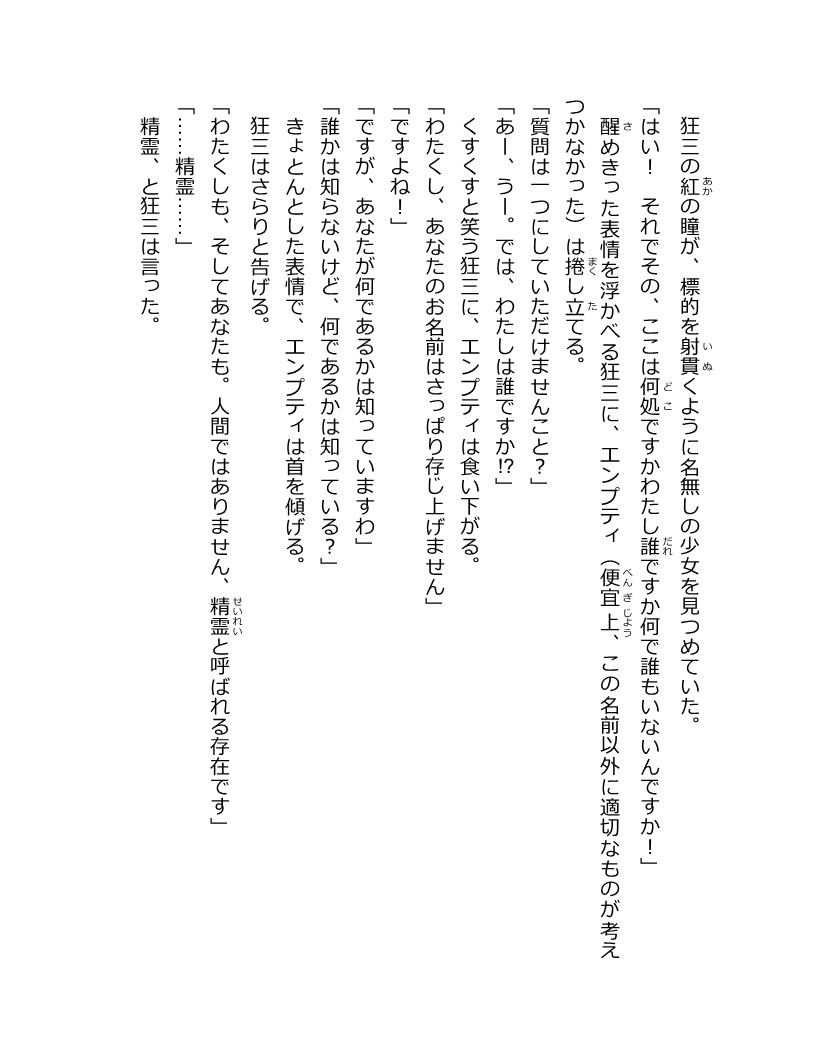 狂三の紅の瞳が、標的を射貫くように名無しの少女を見つめていた。
「はい！　それでその、ここは何処ですかわたし誰ですか何で誰もいないんですか！」
醒めきった表情を浮かべる狂三に、エンプティ（便宜上、この名前以外に適切なものが考え
つかなかった）は捲し立てる。
「質問は一つにしていただけませんこと？」
「あー、うー。では、わたしは誰ですか!?」
くすくすと笑う狂三に、エンプティは食い下がる。
「わたくし、あなたのお名前はさっぱり存じ上げません」
「ですよね！」
「ですが、あなたが何であるかは知っていますわ」
「誰かは知らないけど、何であるかは知っている？」
きょとんとした表情で、エンプティは首を傾げる。
狂三はさらりと告げる。
「わたくしも、そしてあなたも。人間ではありません、精霊と呼ばれる存在です」
「……精霊……」
精霊、と狂三は言った。